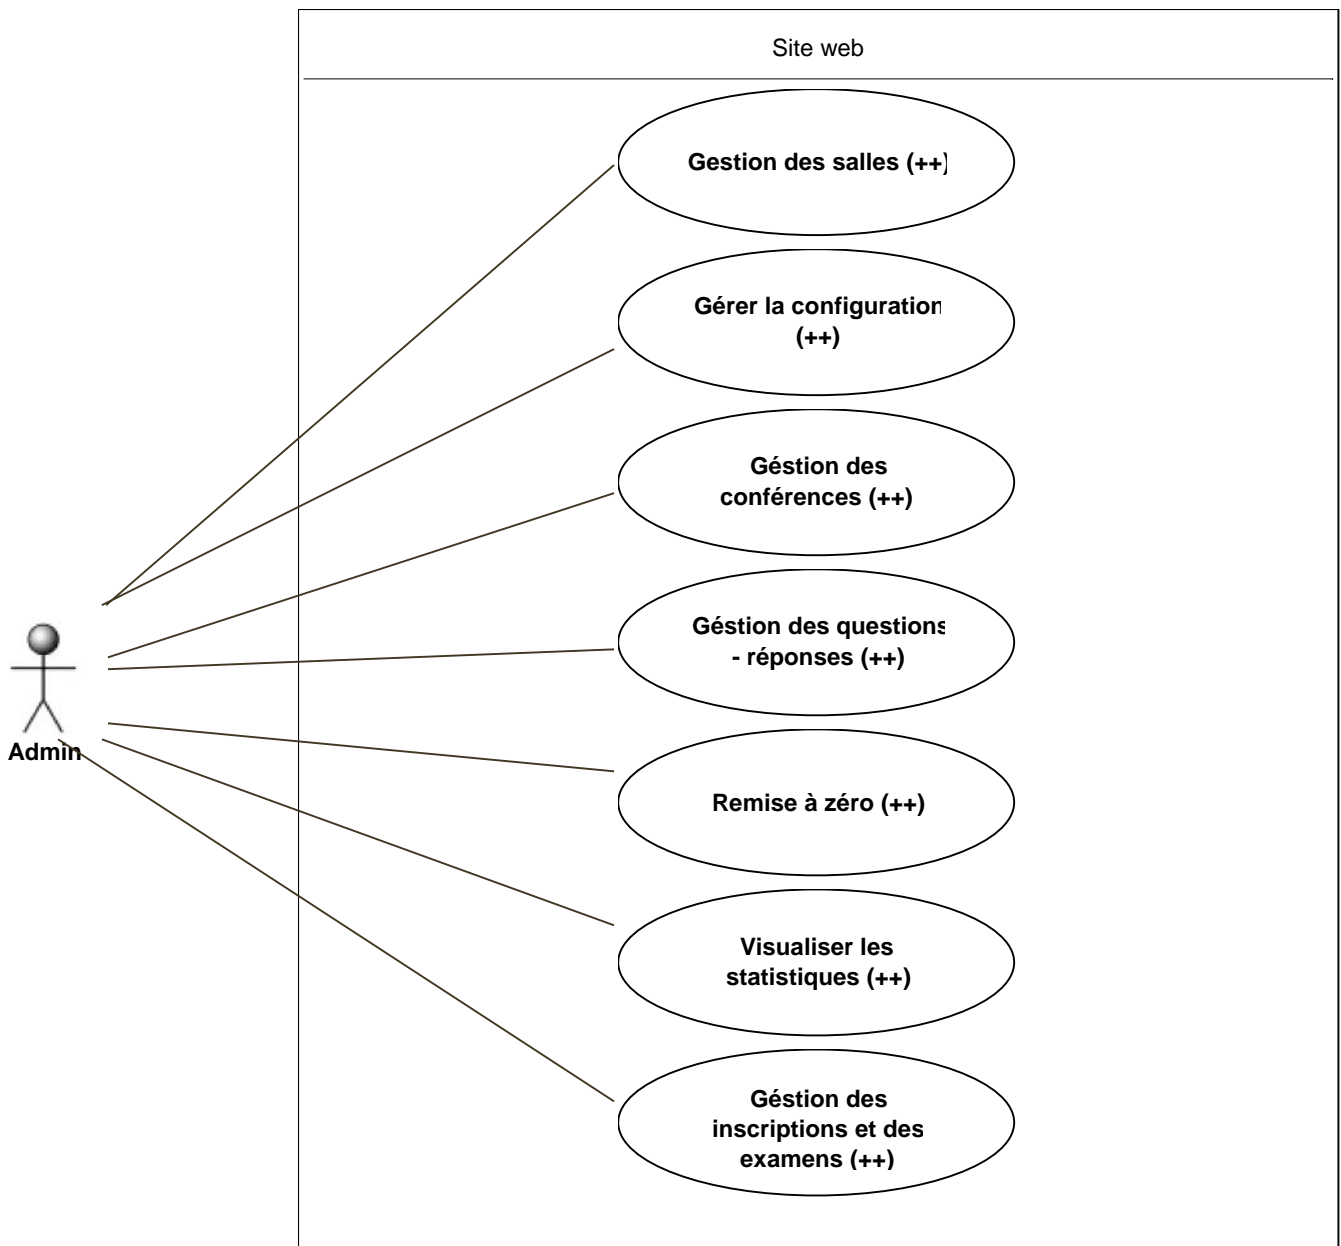 Site web
Gestion des salles (++)
Gérer la configuration
(++)
Géstion des
conférences (++)
Géstion des questions
- réponses (++)
Admin
Remise à zéro (++)
Visualiser les
statistiques (++)
Géstion des
inscriptions et des
examens (++)